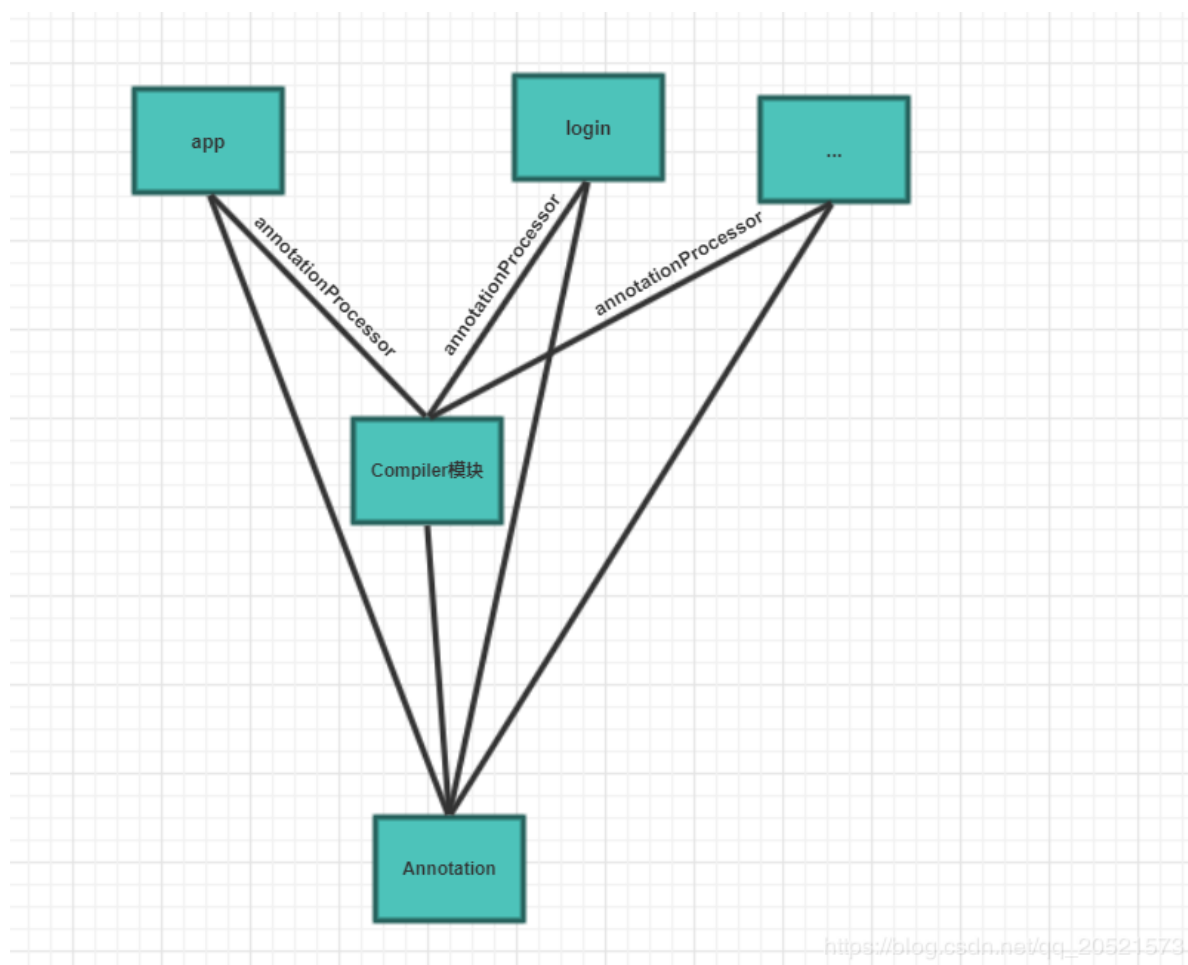 app
login
...
annotationProcessor
annotationProcessor
annotationProcessor
Compiler模块
Annotation
https://blog.csdn.net/qq_20521573